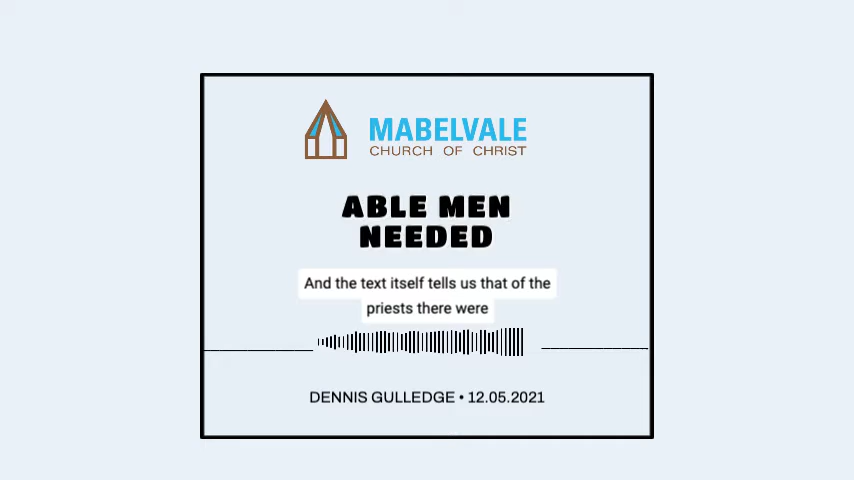 MABELVALE
CHURCH OF CHRIST
ABLE MEN
NEEDED
And the text itself tells us that of the
priests there were
DENNIS GULLEDGE • 12.05.2021